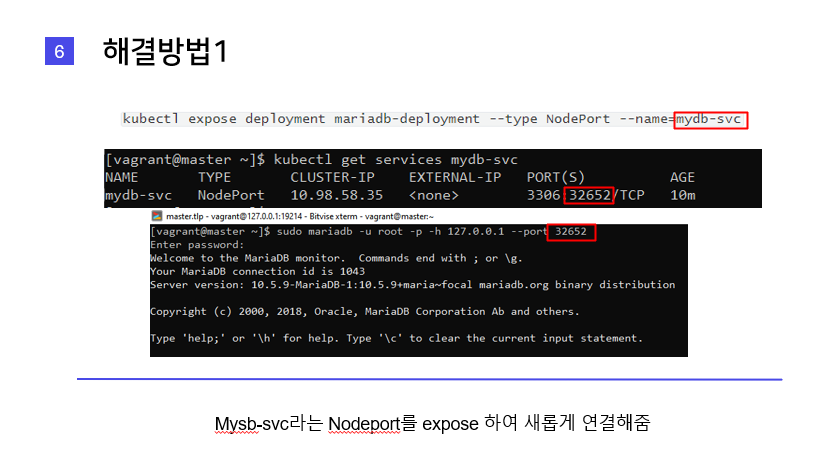 6 해결방법1
kubectl expose deployment mariadb-deployment --type NodePort --name=mydb-svc
[vagrant@master ~]$ kubectl get services mydb-svc
NAME TYPE CLUSTER-IP EXTERNAL-IP PORT(S) AGE
mydb-svc NodePort 10.98.58.35 <none> 3306:32652/TCP 10m
master.tlp - vagrant@127.0.0.1:19214 - Bitvise xterm - vagrant@master:~
[vagrant@master ~]$ sudo mariadb -u root -p -h 127.0.0.1 --port 32652
Enter password:
Welcome to the MariaDB monitor. Commands end with ; or \g.
Your MariaDB connection id is 1043
Server version: 10.5.9-MariaDB-1:10.5.9+maria~focal mariadb.org binary distribution
Copyright (c) 2000, 2018, Oracle, MariaDB Corporation Ab and others.
Type 'help;' or '\h' for help. Type '\c' to clear the current input statement.
Mysb-svc라는 Nodeport를 expose 하여 새롭게 연결해줌